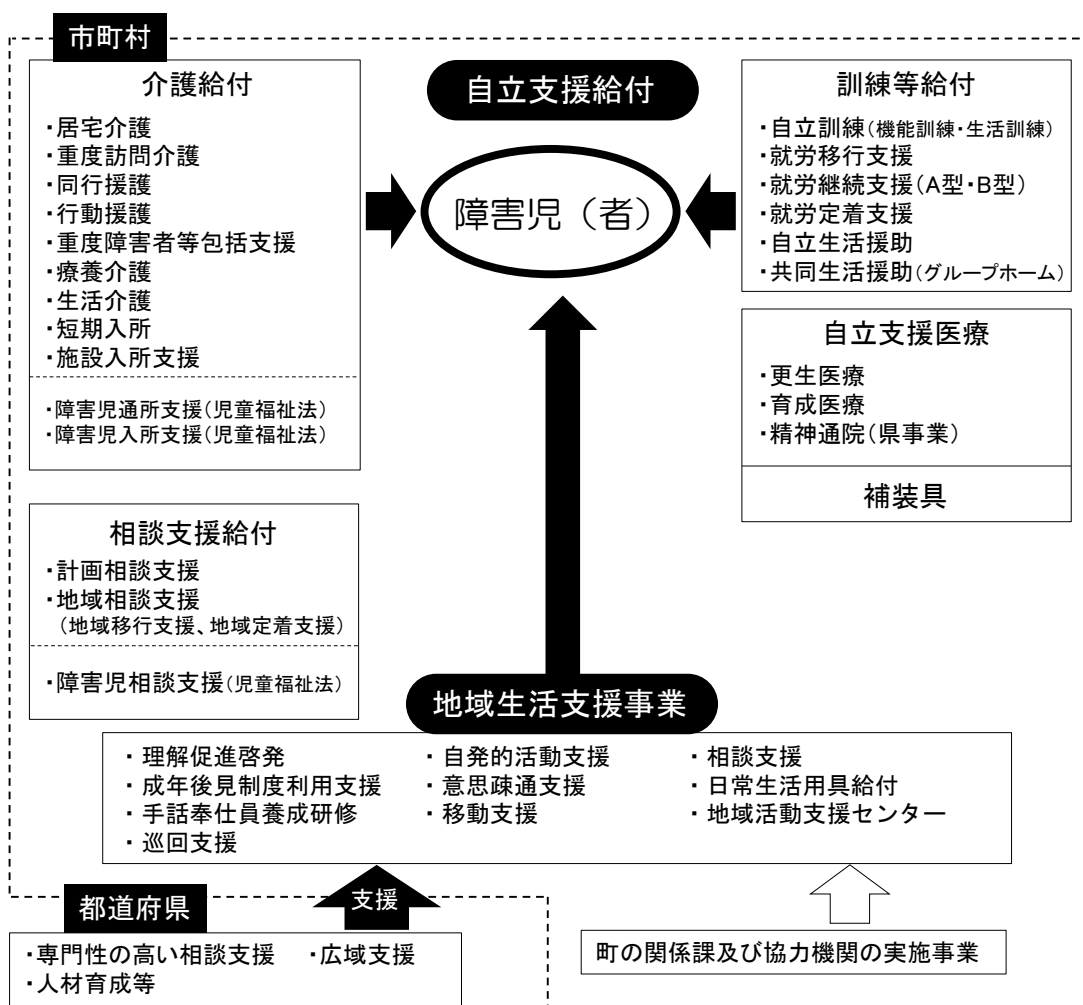 市町村
介護給付
・居宅介護
・重度訪問介護
・同行援護
・行動援護
・重度障害者等包括支援
・療養介護
・生活介護
・短期入所
・施設入所支援
・障害児通所支援(児童福祉法)
・障害児入所支援(児童福祉法)
自立支援給付
障害児（者）
訓練等給付
・自立訓練(機能訓練・生活訓練)
・就労移行支援
・就労継続支援(A型・B型)
・就労定着支援
・自立生活援助
・共同生活援助(グループホーム)
自立支援医療
・更生医療
・育成医療
・精神通院(県事業)
補装具
相談支援給付
・計画相談支援
・地域相談支援
(地域移行支援、地域定着支援)
・障害児相談支援(児童福祉法)
地域生活支援事業
・理解促進啓発
・成年後見制度利用支援
・手話奉仕員養成研修
・巡回支援
・自発的活動支援
・意思疎通支援
・移動支援
・相談支援
・日常生活用具給付
・地域活動支援センター
支援
都道府県
・専門性の高い相談支援 ・広域支援
・人材育成等
町の関係課及び協力機関の実施事業